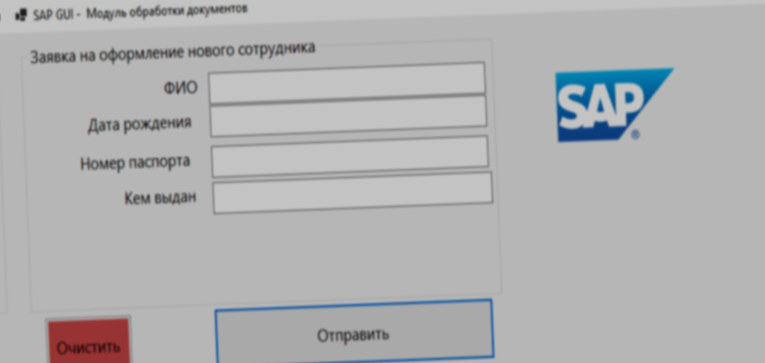 SAP GUI - Модуль обработки документов
Заявка на оформление нового сотрудника
ФИО
Дата рождения
Номер паспорта
Кем выдан
SAP®
Очистить
Отправить